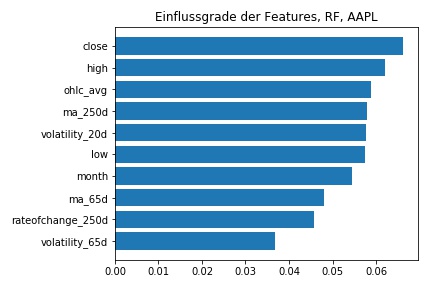 Einflussgrade der Features, RF, AAPL
close
high
ohlc_avg
ma_250d
volatility_20d
low
month
ma_65d
rateofchange_250d
volatility_65d
0.00 0.01 0.02 0.03 0.04 0.05 0.06